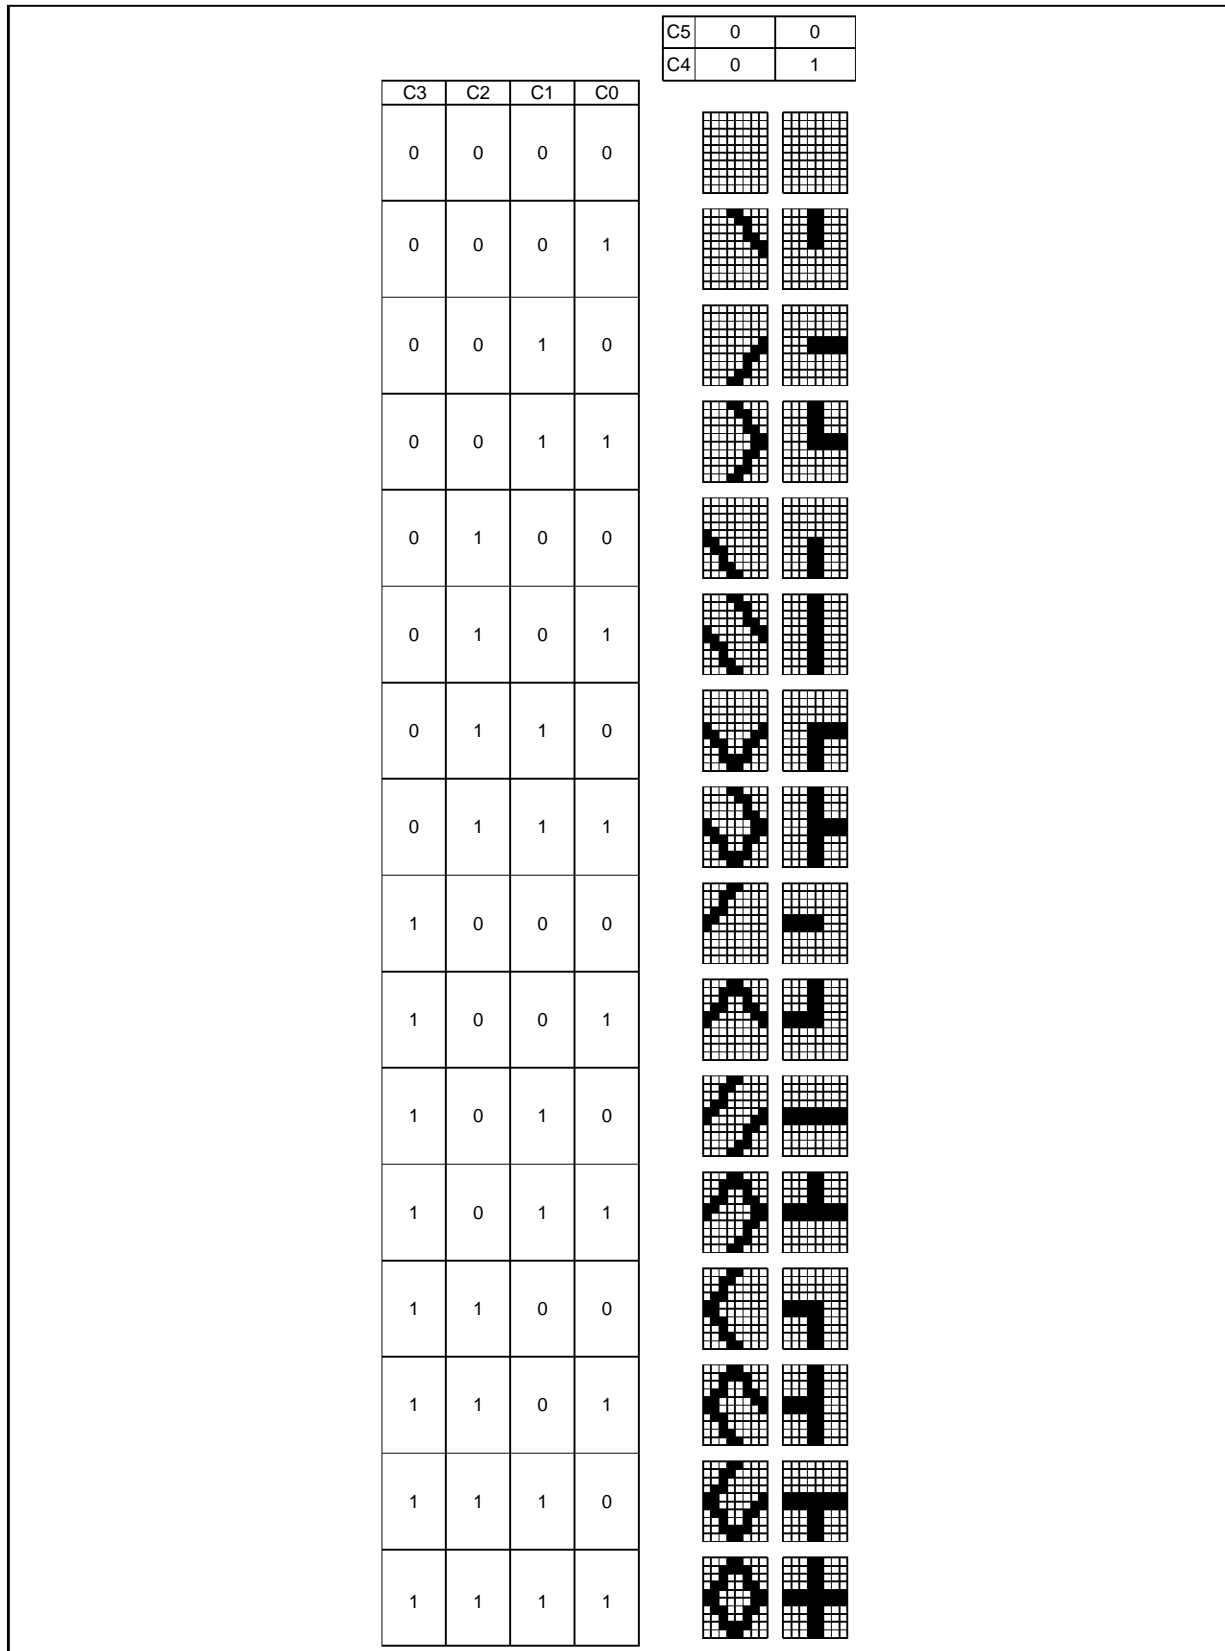 C5 0 0
C4 0 1
C3 C2 C1 C0
0 0 0 0
0 0 0 1
0 0 1 0
0 0 1 1
0 1 0 0
0 1 0 1
0 1 1 0
0 1 1 1
1 0 0 0
1 0 0 1
1 0 1 0
1 0 1 1
1 1 0 0
1 1 0 1
1 1 1 0
1 1 1 1